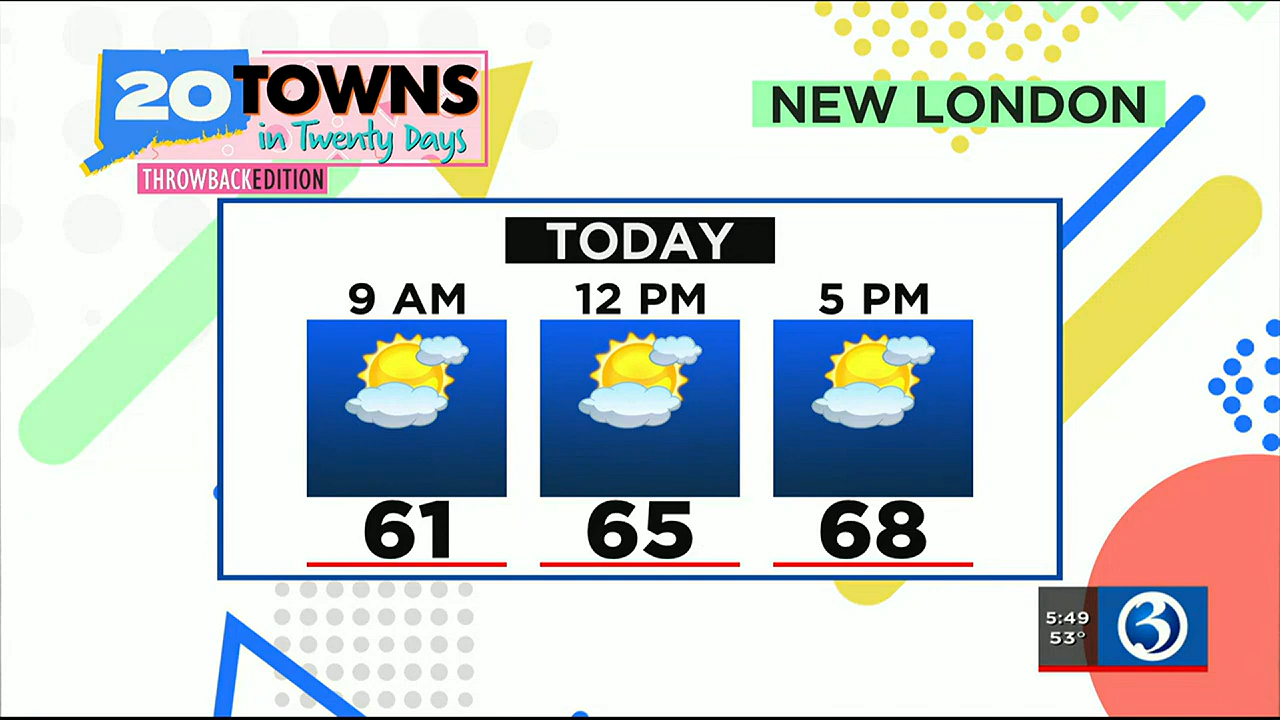 20 TOWNS
in Twenty Days
THROWBACKEDITION
NEW LONDON
TODAY
9 AM 12 PM 5 PM
61 65 68
5:49
53°
3